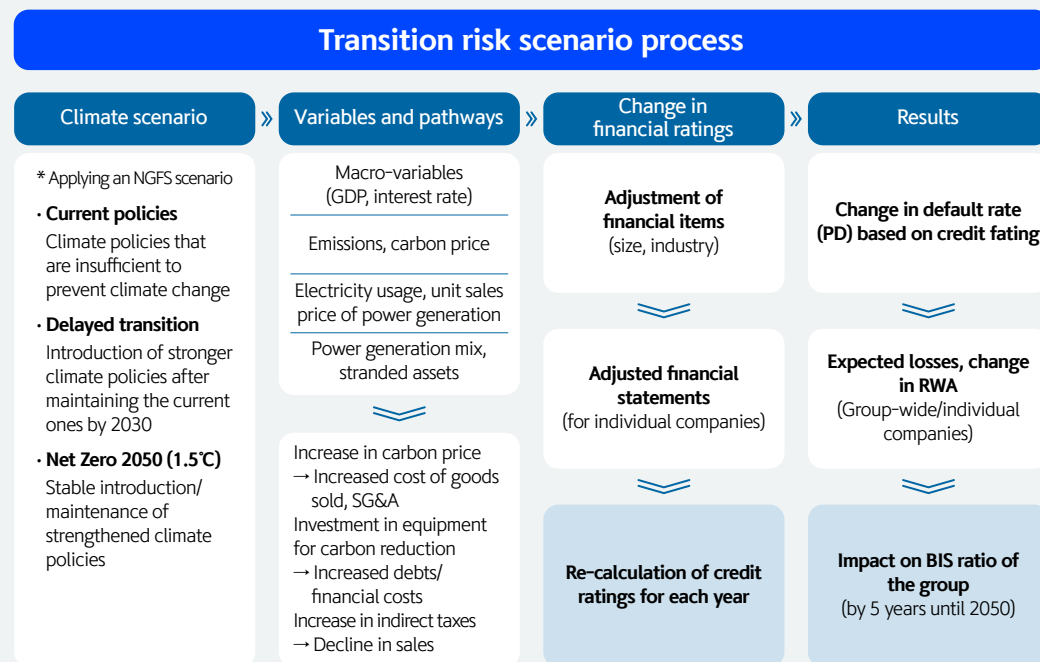 Transition risk scenario process
Climate scenario
»
Variables and pathways
»
Change in
financial ratings
»
Results
* Applying an NGFS scenario
· Current policies
Climate policies that
are insufficient to
prevent climate change
· Delayed transition
Introduction of stronger
climate policies after
maintaining the current
ones by 2030
· Net Zero 2050 (1.5℃)
Stable introduction/
maintenance of
strengthened climate
policies
Macro-variables
(GDP, interest rate)
Emissions, carbon price
Electricity usage, unit sales
price of power generation
Power generation mix,
stranded assets
Increase in carbon price
→ Increased cost of goods
sold, SG&A
Investment in equipment
for carbon reduction
→ Increased debts/
financial costs
Increase in indirect taxes
→ Decline in sales
Adjustment of
financial items
(size, industry)
Adjusted financial
statements
(for individual companies)
Re-calculation of credit
ratings for each year
Change in default rate
(PD) based on credit fating
Expected losses, change
in RWA
(Group-wide/individual
companies)
Impact on BIS ratio of
the group
(by 5 years until 2050)